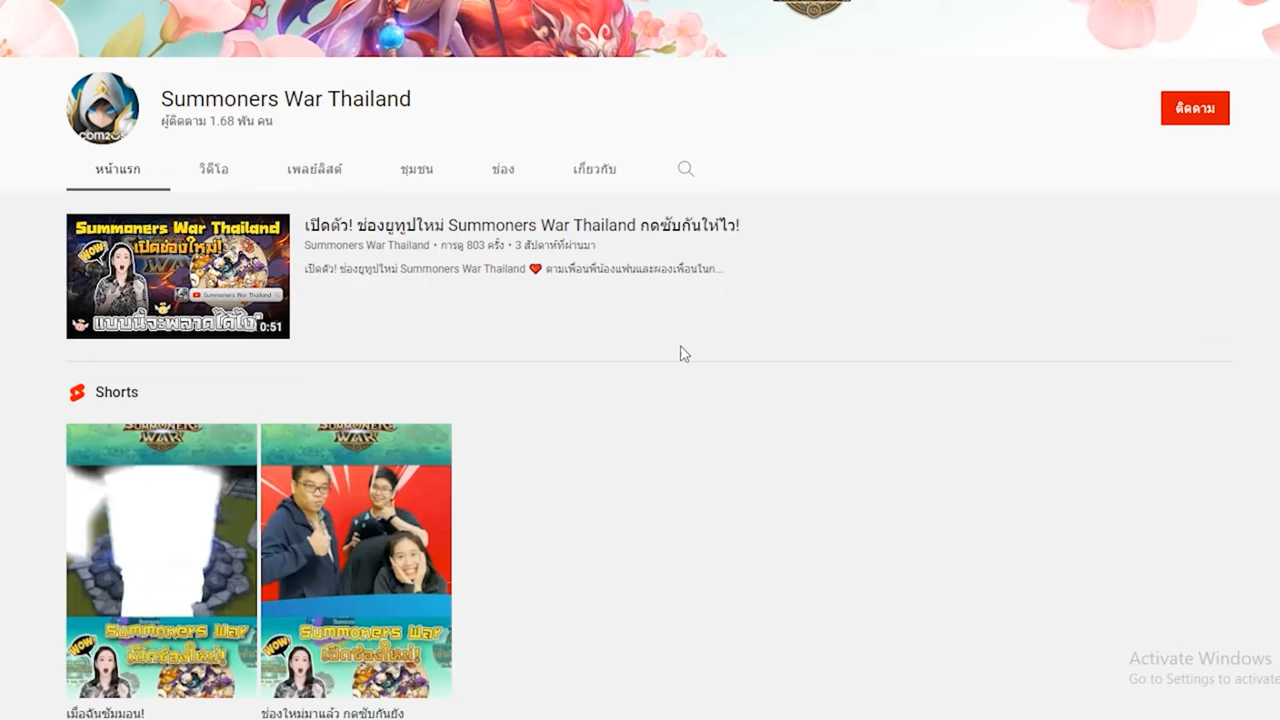 Summoners War Thailand
ผู้ติดตาม 1.68 พัน คน
ติดตาม
หน้าแรก
วิดีโอ
เพลย์ลิสต์
ชุมชน
ช่อง
เกี่ยวกับ
Summoners War Thailand
เปิดช่องใหม่!
WOW!
Summoners War Thailand
แบบนี้จะพลาดได้ไง
0:51
เปิดตัว! ช่องยูทูปใหม่ Summoners War Thailand กดซับกันให้ไว!
Summoners War Thailand • การดู 803 ครั้ง • 3 สัปดาห์ที่ผ่านมา
เปิดตัว! ช่องยูทูปใหม่ Summoners War Thailand ❤️ ตามเพื่อนพี่น้องแฟนและผองเพื่อนในก...
Shorts
SUMMONERS WAR
Summoners War
WOW!
เปิดช่องใหม่!
SUMMONERS WAR
Summoners War
WOW!
เปิดช่องใหม่!
เมื่อฉันซัมมอน!
ช่องใหม่มาแล้ว กดซับกันยัง
Activate Windows
Go to Settings to activate